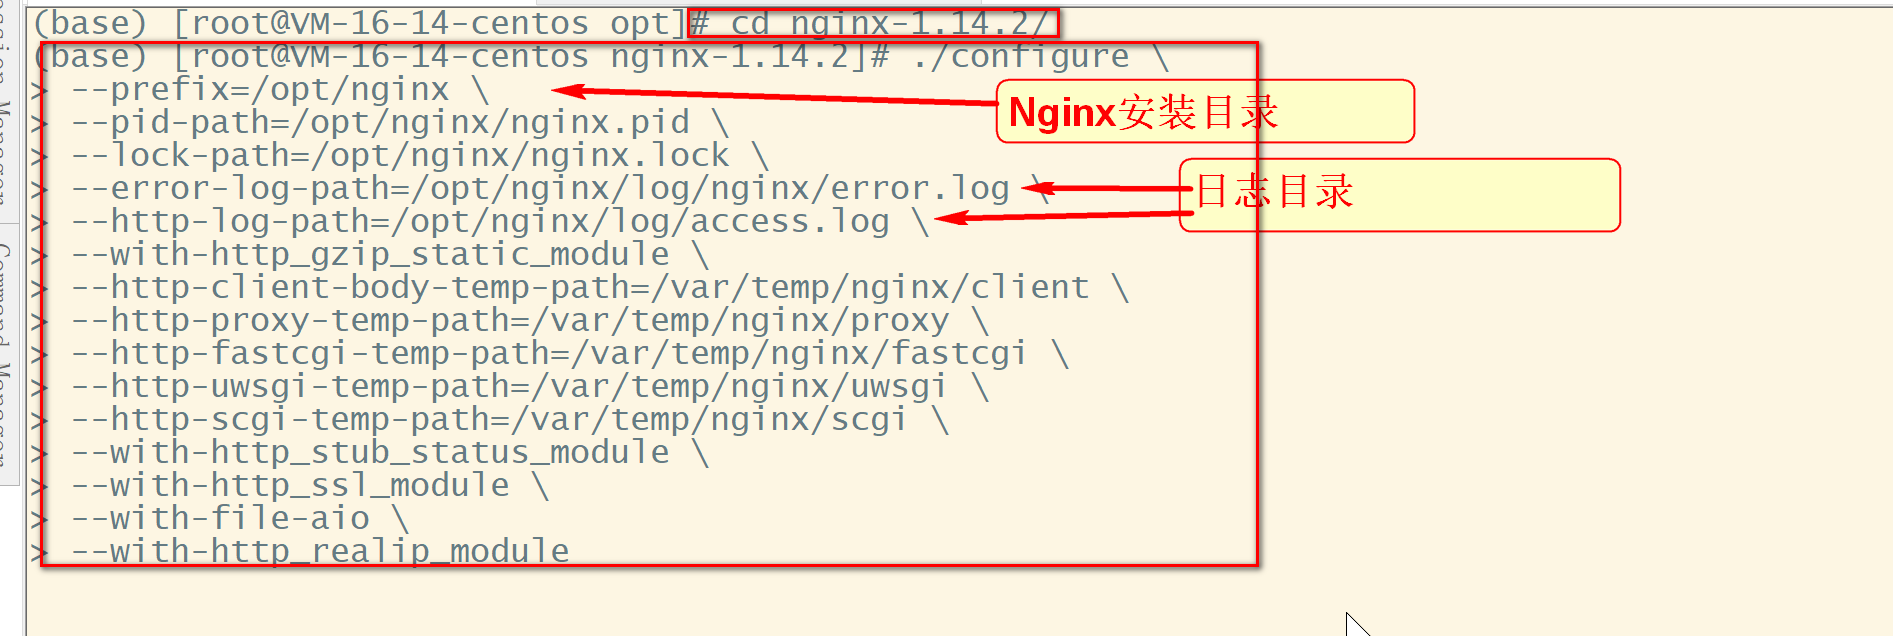 (base) [root@VM-16-14-centos opt]# cd nginx-1.14.2/
(base) [root@VM-16-14-centos nginx-1.14.2]# ./configure \
> --prefix=/opt/nginx \
Nginx安装目录
> --pid-path=/opt/nginx/nginx.pid \
> --lock-path=/opt/nginx/nginx.lock \
> --error-log-path=/opt/nginx/log/nginx/error.log \
日志目录
> --http-log-path=/opt/nginx/log/access.log \
> --with-http_gzip_static_module \
> --http-client-body-temp-path=/var/temp/nginx/client \
> --http-proxy-temp-path=/var/temp/nginx/proxy \
> --http-fastcgi-temp-path=/var/temp/nginx/fastcgi \
> --http-uwsgi-temp-path=/var/temp/nginx/uwsgi \
> --http-scgi-temp-path=/var/temp/nginx/scgi \
> --with-http_stub_status_module \
> --with-http_ssl_module \
> --with-file-aio \
> --with-http_realip_module